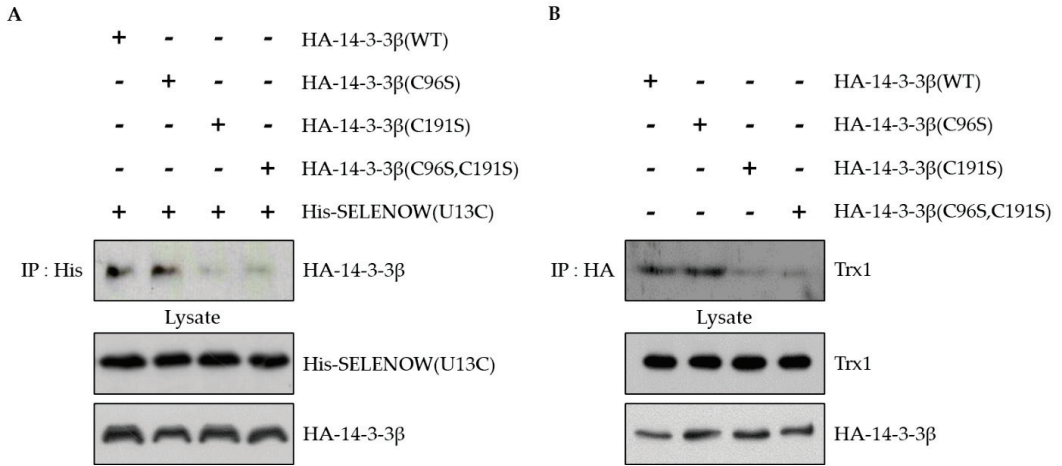 A
+ - - - HA-14-3-3β(WT)
- + - - HA-14-3-3β(C96S)
- - + - HA-14-3-3β(C191S)
- - - + HA-14-3-3β(C96S,C191S)
+ + + + His-SELENOW(U13C)
IP : His HA-14-3-3β
Lysate
His-SELENOW(U13C)
HA-14-3-3β
B
+ - - - HA-14-3-3β(WT)
- + - - HA-14-3-3β(C96S)
- - + - HA-14-3-3β(C191S)
- - - + HA-14-3-3β(C96S,C191S)
IP : HA Trx1
Lysate
Trx1
HA-14-3-3β